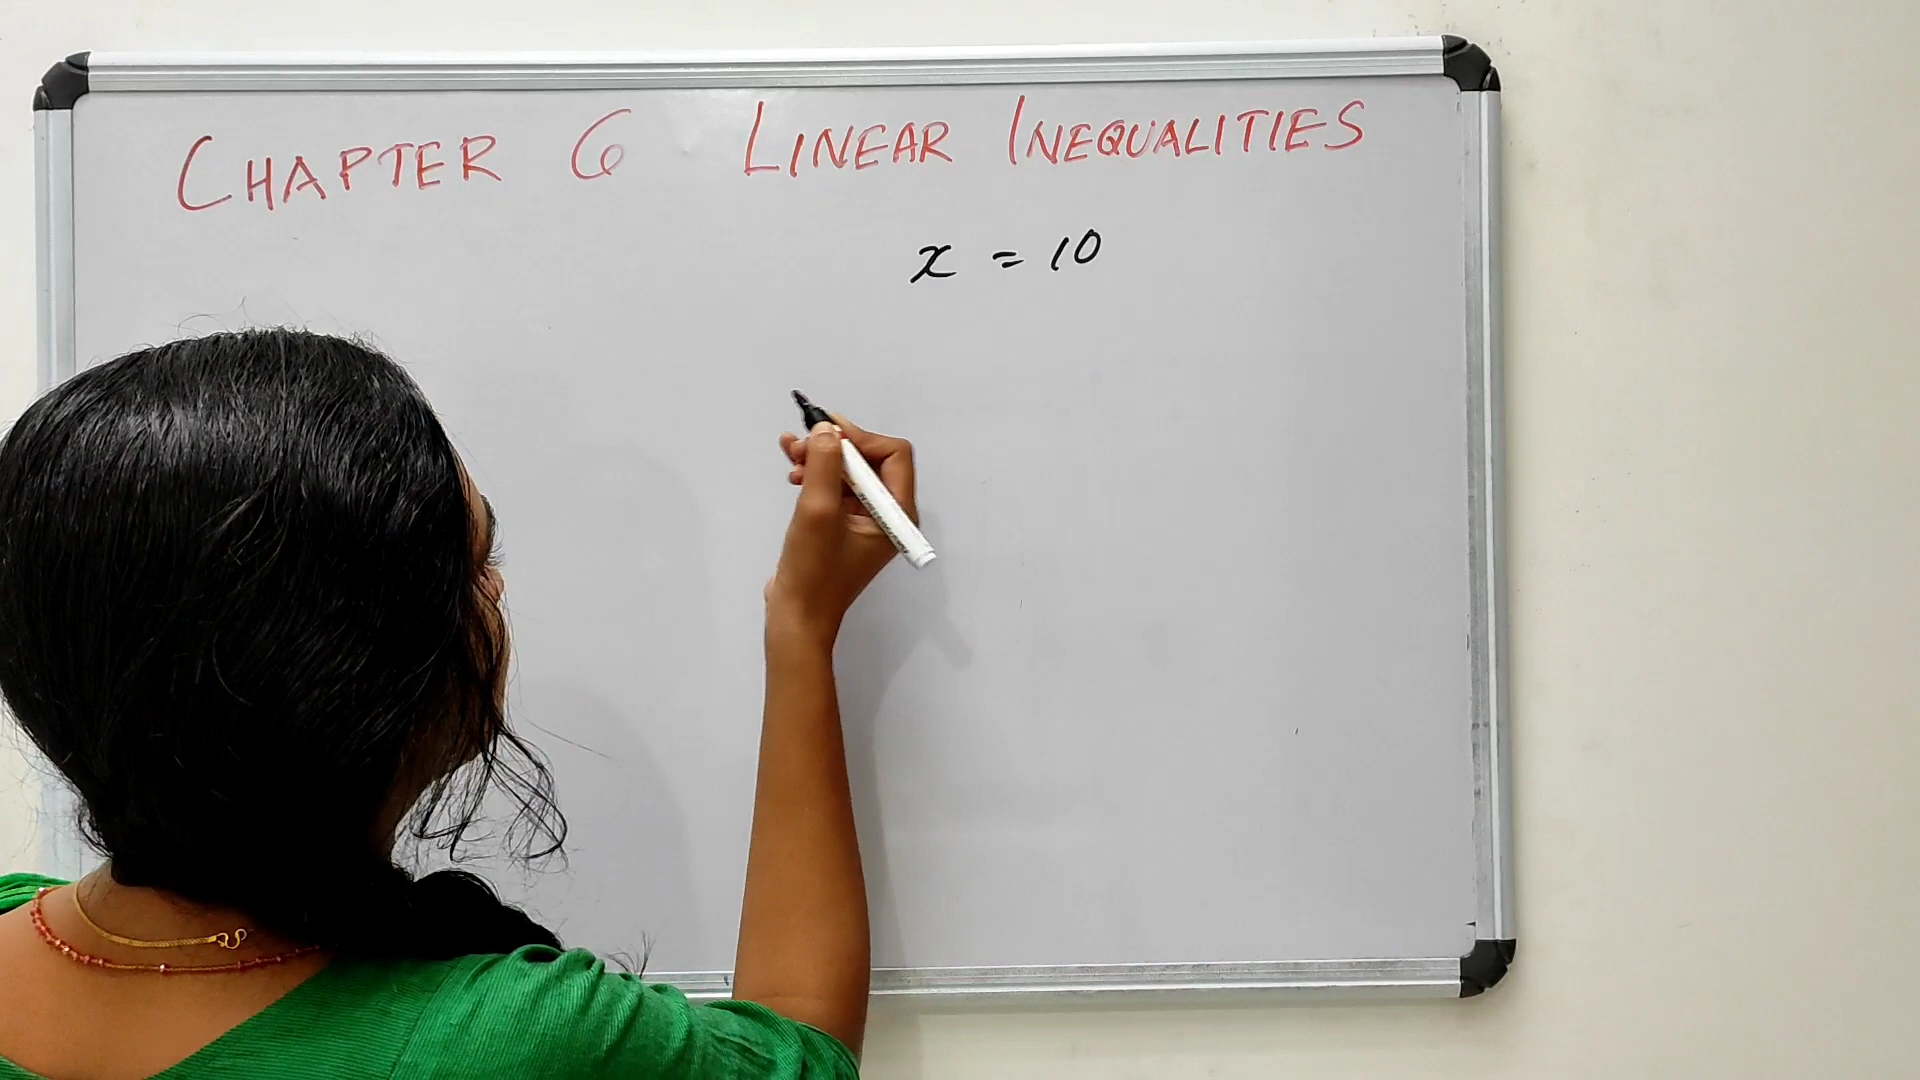 CHAPTER 6 LINEAR INEQUALITIES
x = 10